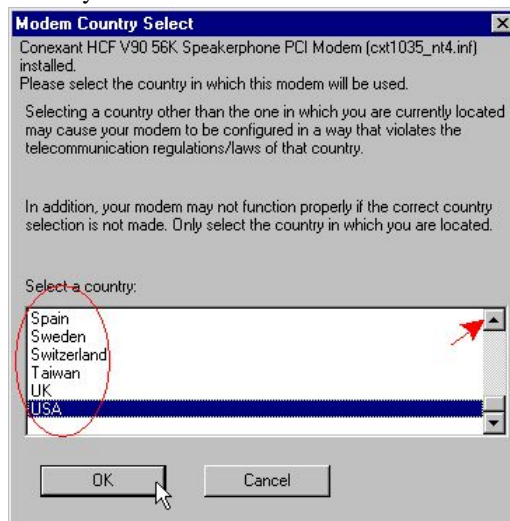 Modem Country Select
Conexant HCF V90 56K Speakerphone PCI Modem (cxt1035_nt4.inf)
installed.
Please select the country in which this modem will be used.
Selecting a country other than the one in which you are currently located
may cause your modem to be configured in a way that violates the
telecommunication regulations/laws of that country.
In addition, your modem may not function properly if the correct country
selection is not made. Only select the country in which you are located.
Select a country:
Spain
Sweden
Switzerland
Taiwan
UK
USA
OK Cancel